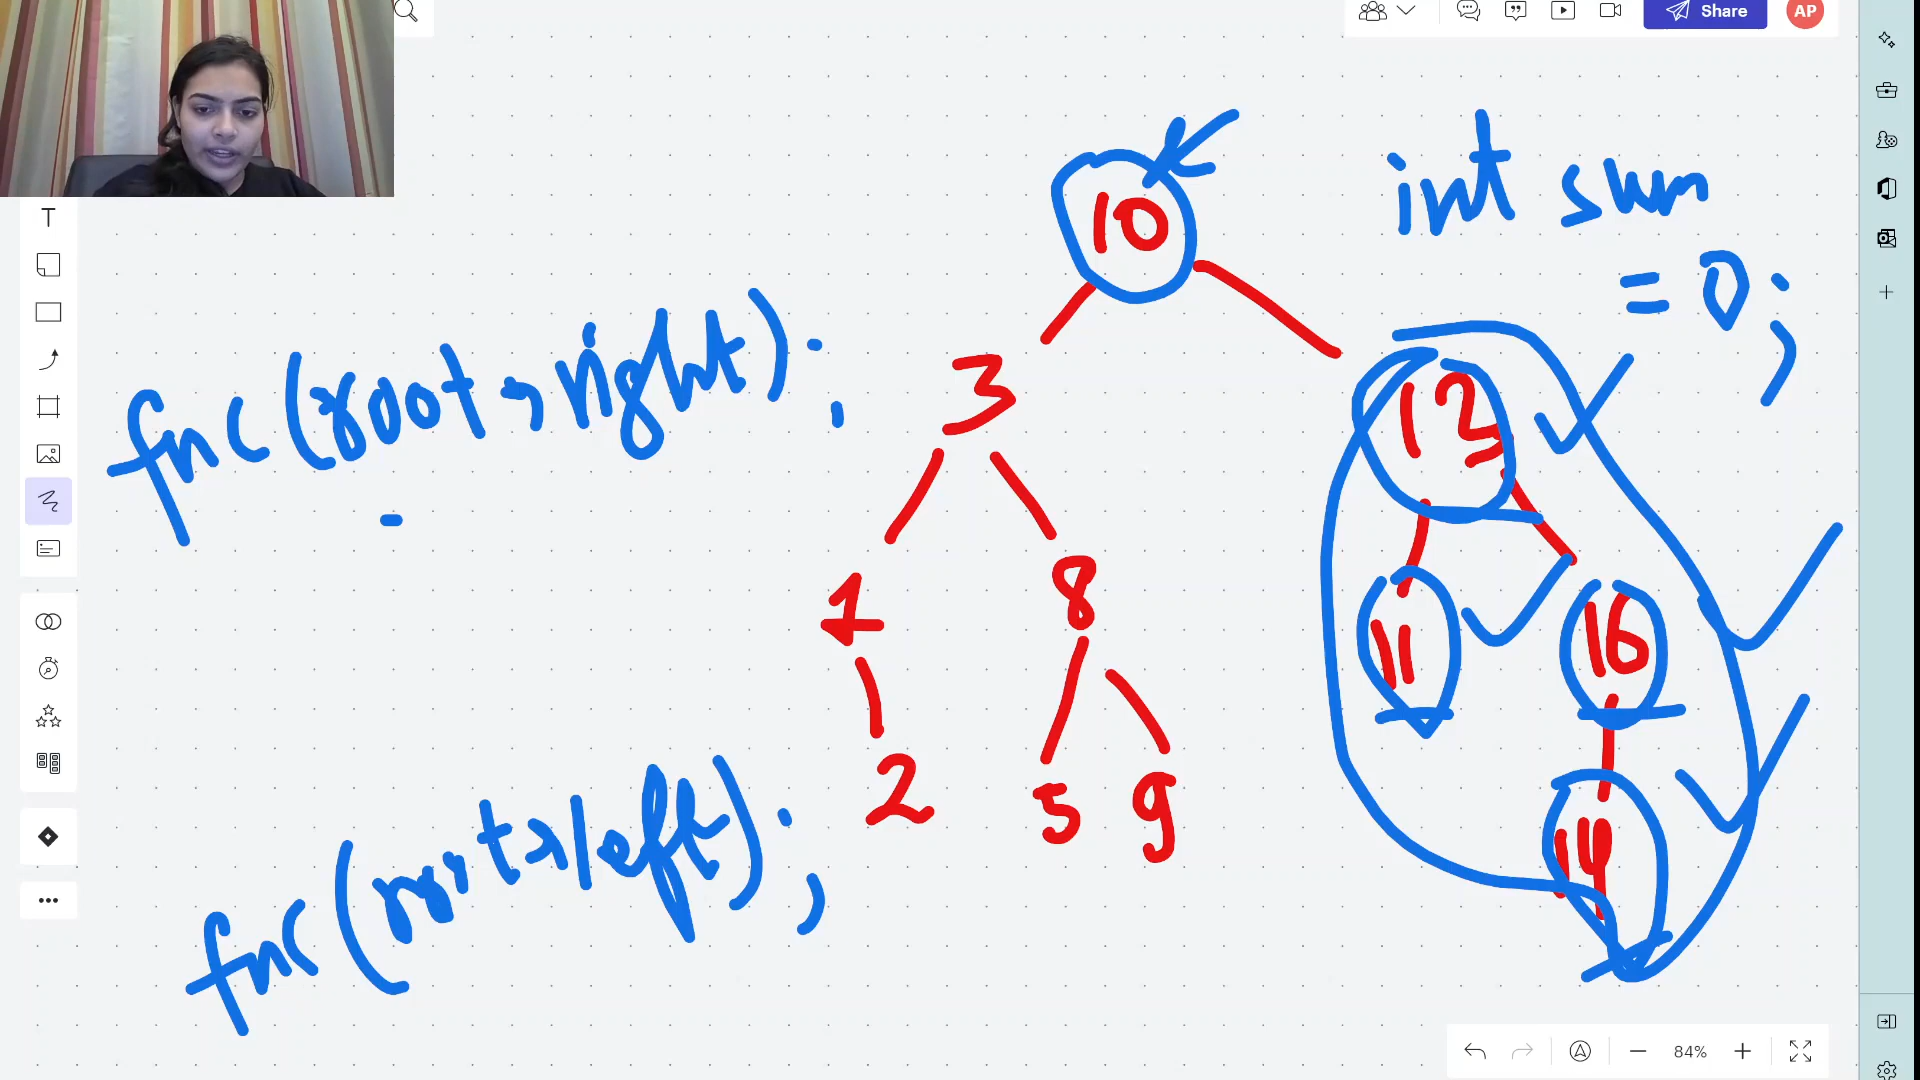 Share
AP
T
10
int sum
= 0;
fnc(root->right);
3
12
1
8
11
16
2
5
9
14
fnc(root->left);
84%